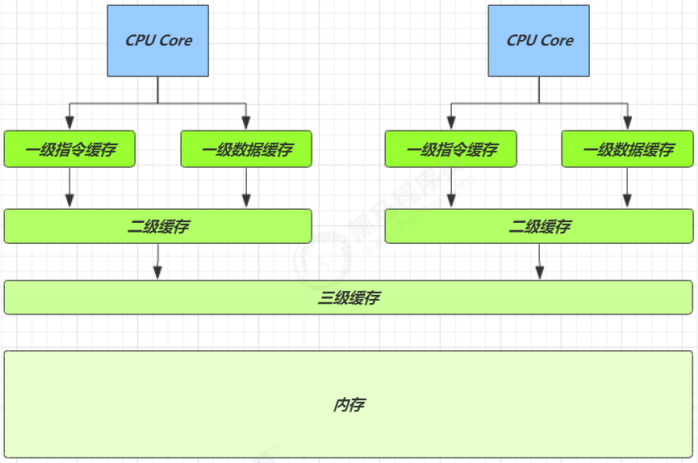 CPU Core
CPU Core
一级指令缓存
一级数据缓存
一级指令缓存
一级数据缓存
二级缓存
二级缓存
三级缓存
内存